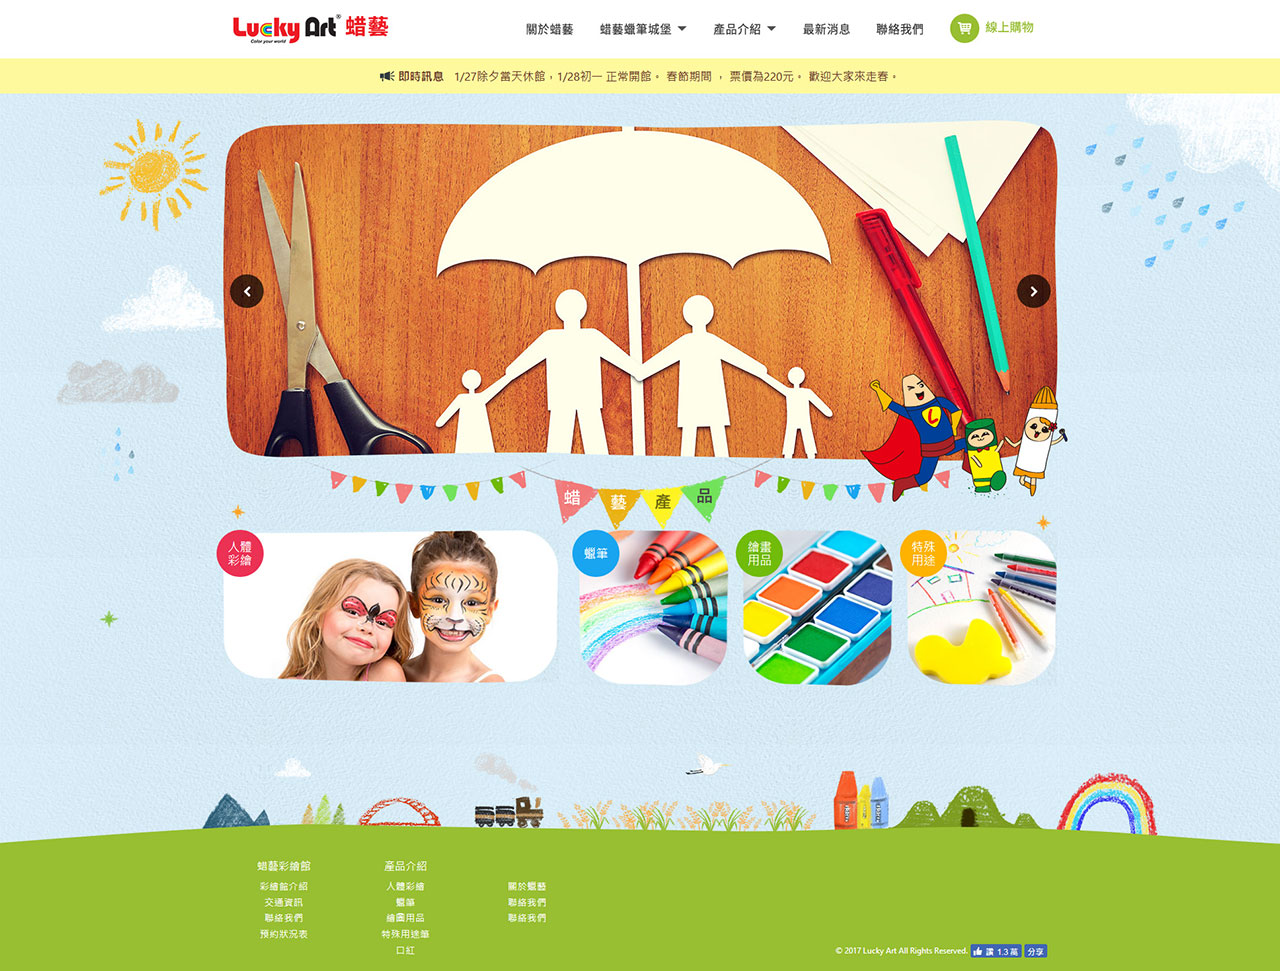 Lucky Art® 蜡藝
Color your world
關於蜡藝 蜡藝蠟筆城堡 產品介紹 最新消息 聯絡我們 線上購物
即時訊息 1/27除夕當天休館，1/28初一 正常開館。 春節期間 ， 票價為220元。 歡迎大家來走春。
L
蜡藝產品
人體
彩繪
蠟筆
繪畫
用品
特殊
用途
蜡藝彩繪館
彩繪館介紹
交通資訊
聯絡我們
預約狀況表
產品介紹
人體彩繪
蠟筆
繪圖用品
特殊用途筆
口紅
關於蠟藝
聯絡我們
聯絡我們
© 2017 Lucky Art All Rights Reserved. 讚 1.3 萬 分享